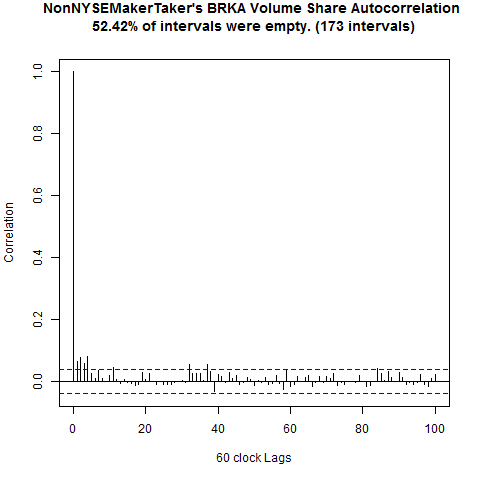 NonNYSEMakerTaker's BRKA Volume Share Autocorrelation
52.42% of intervals were empty. (173 intervals)
1.0
0.8
0.6
0.4
0.2
0.0
Correlation
0 20 40 60 80 100
60 clock Lags